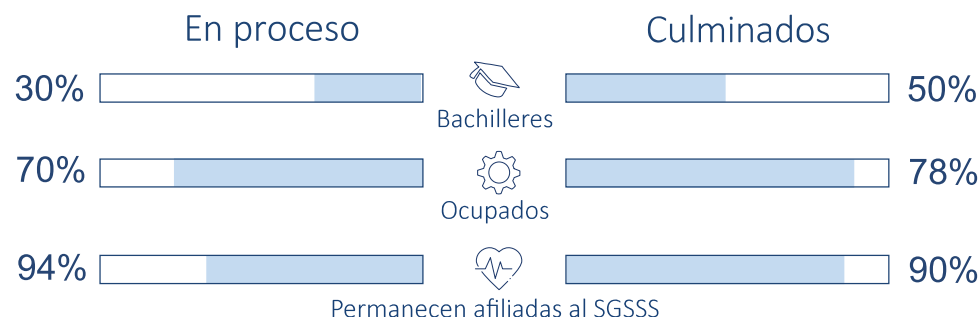 En proceso Culminados
30% 50%
Bachilleres
70% 78%
Ocupados
94% 90%
Permanecen afiliadas al SGSSS